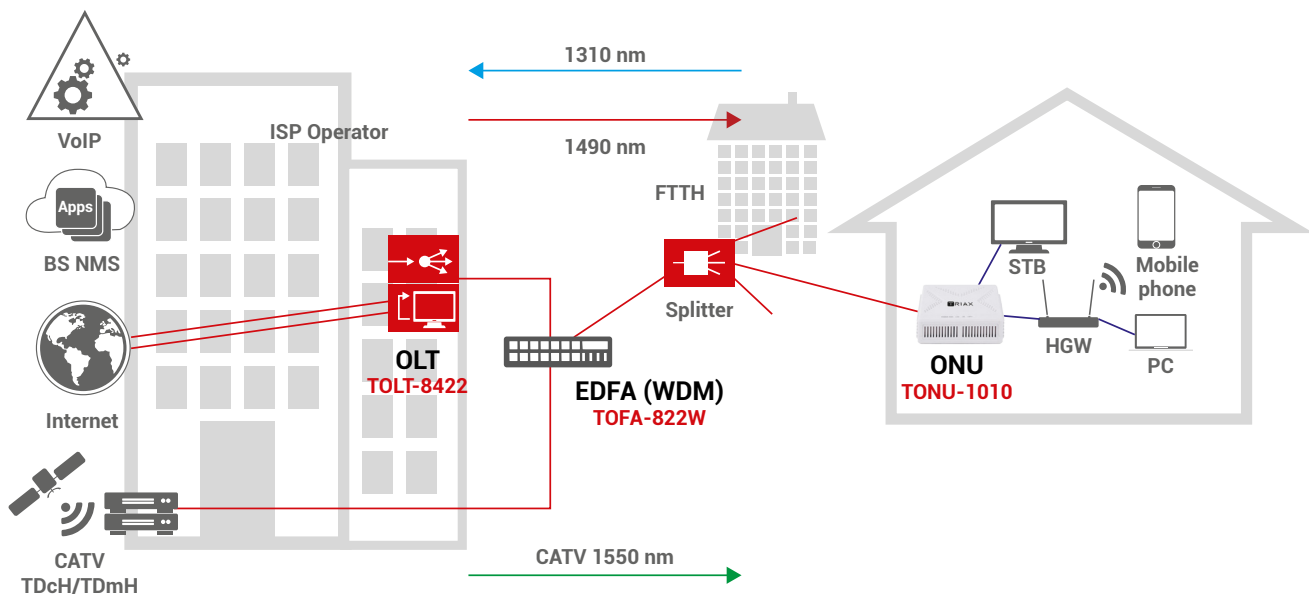 1310 nm
VoIP
ISP Operator
1490 nm
FTTH
Apps
BS NMS
STB
Mobile
phone
TRIAX
Splitter
HGW
PC
OLT
TOLT-8422
ONU
TONU-1010
EDFA (WDM)
TOFA-822W
Internet
CATV
TDcH/TDmH
CATV 1550 nm